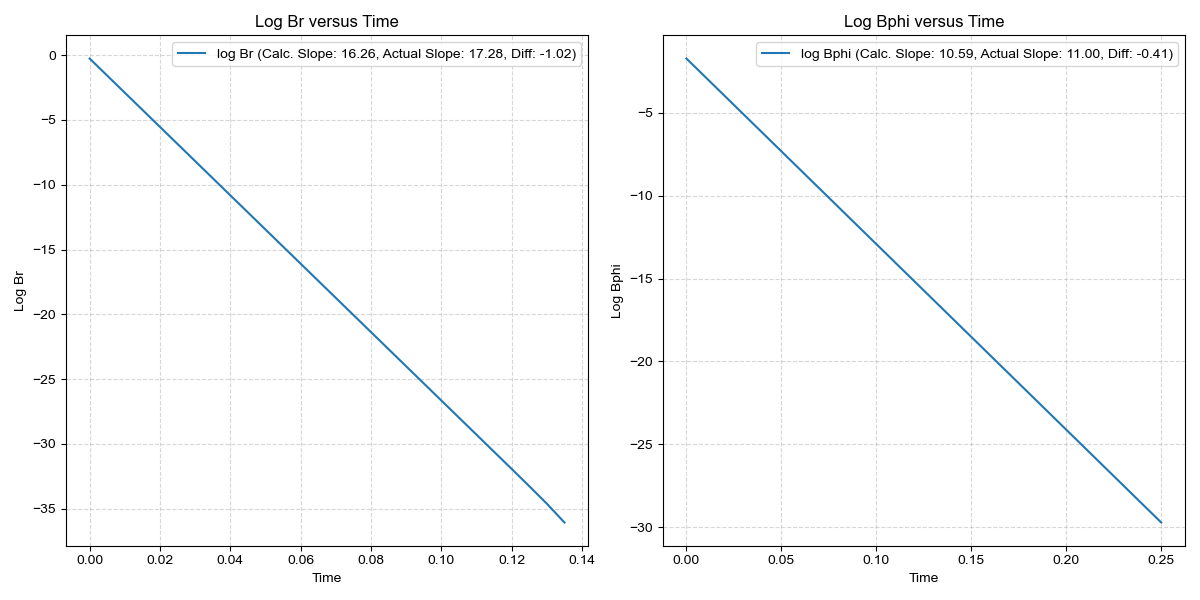 Log Br versus Time
log Br (Calc. Slope: 16.26, Actual Slope: 17.28, Diff: -1.02)
0
−5
−10
−15
−20
−25
−30
−35
Log Br
0.00 0.02 0.04 0.06 0.08 0.10 0.12 0.14
Time
Log Bphi versus Time
log Bphi (Calc. Slope: 10.59, Actual Slope: 11.00, Diff: -0.41)
−5
−10
−15
−20
−25
−30
Log Bphi
0.00 0.05 0.10 0.15 0.20 0.25
Time